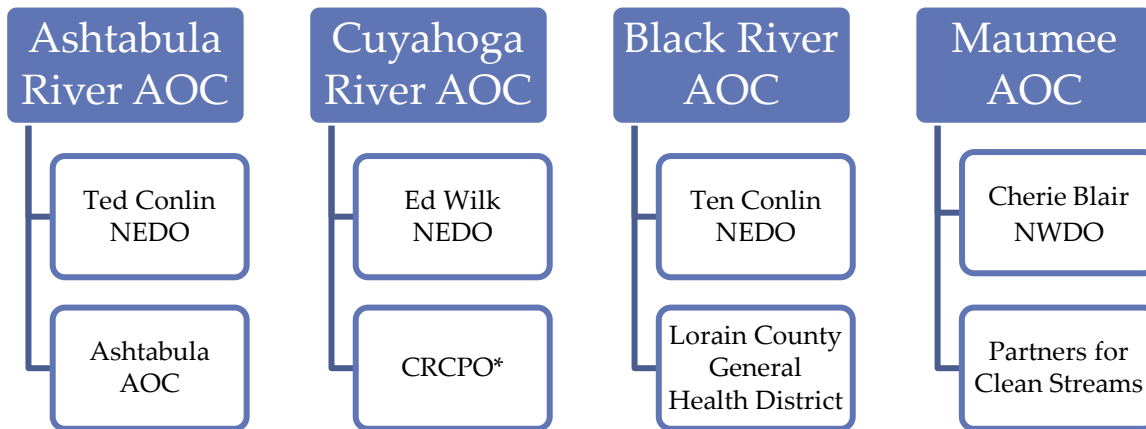 Ashtabula
River AOC
Ted Conlin
NEDO
Ashtabula
AOC
Cuyahoga
River AOC
Ed Wilk
NEDO
CRCPO*
Black River
AOC
Ten Conlin
NEDO
Lorain County
General
Health District
Maumee
AOC
Cherie Blair
NWDO
Partners for
Clean Streams